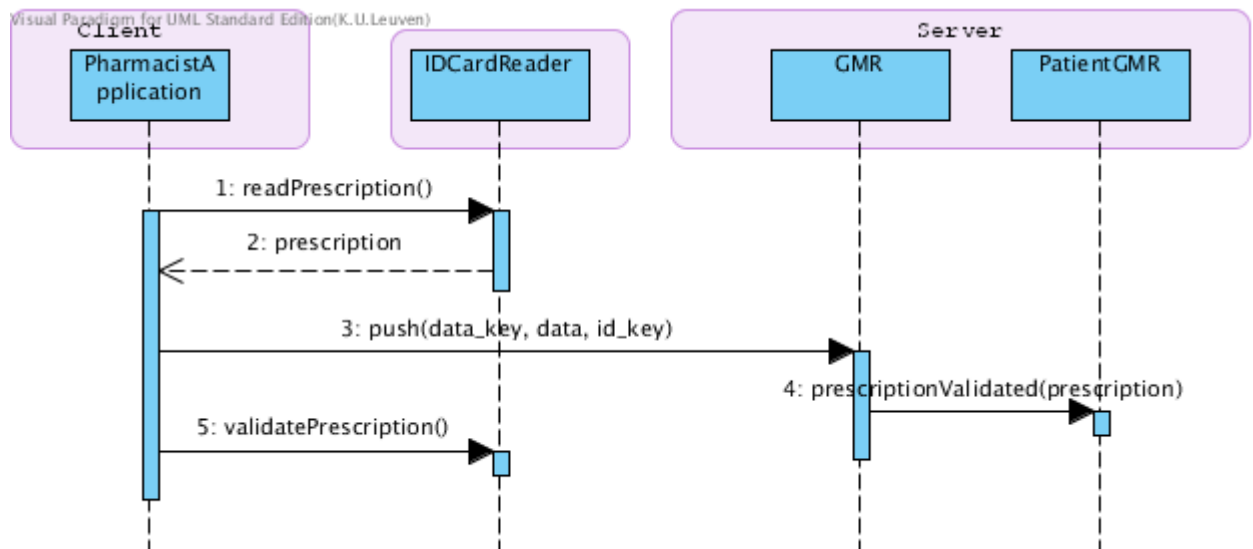 Visual Paradigm for UML Standard Edition(K.U.Leuven)
Client
Server
PharmacistA
pplication
IDCardReader
GMR
PatientGMR
1: readPrescription()
2: prescription
3: push(data_key, data, id_key)
4: prescriptionValidated(prescription)
5: validatePrescription()